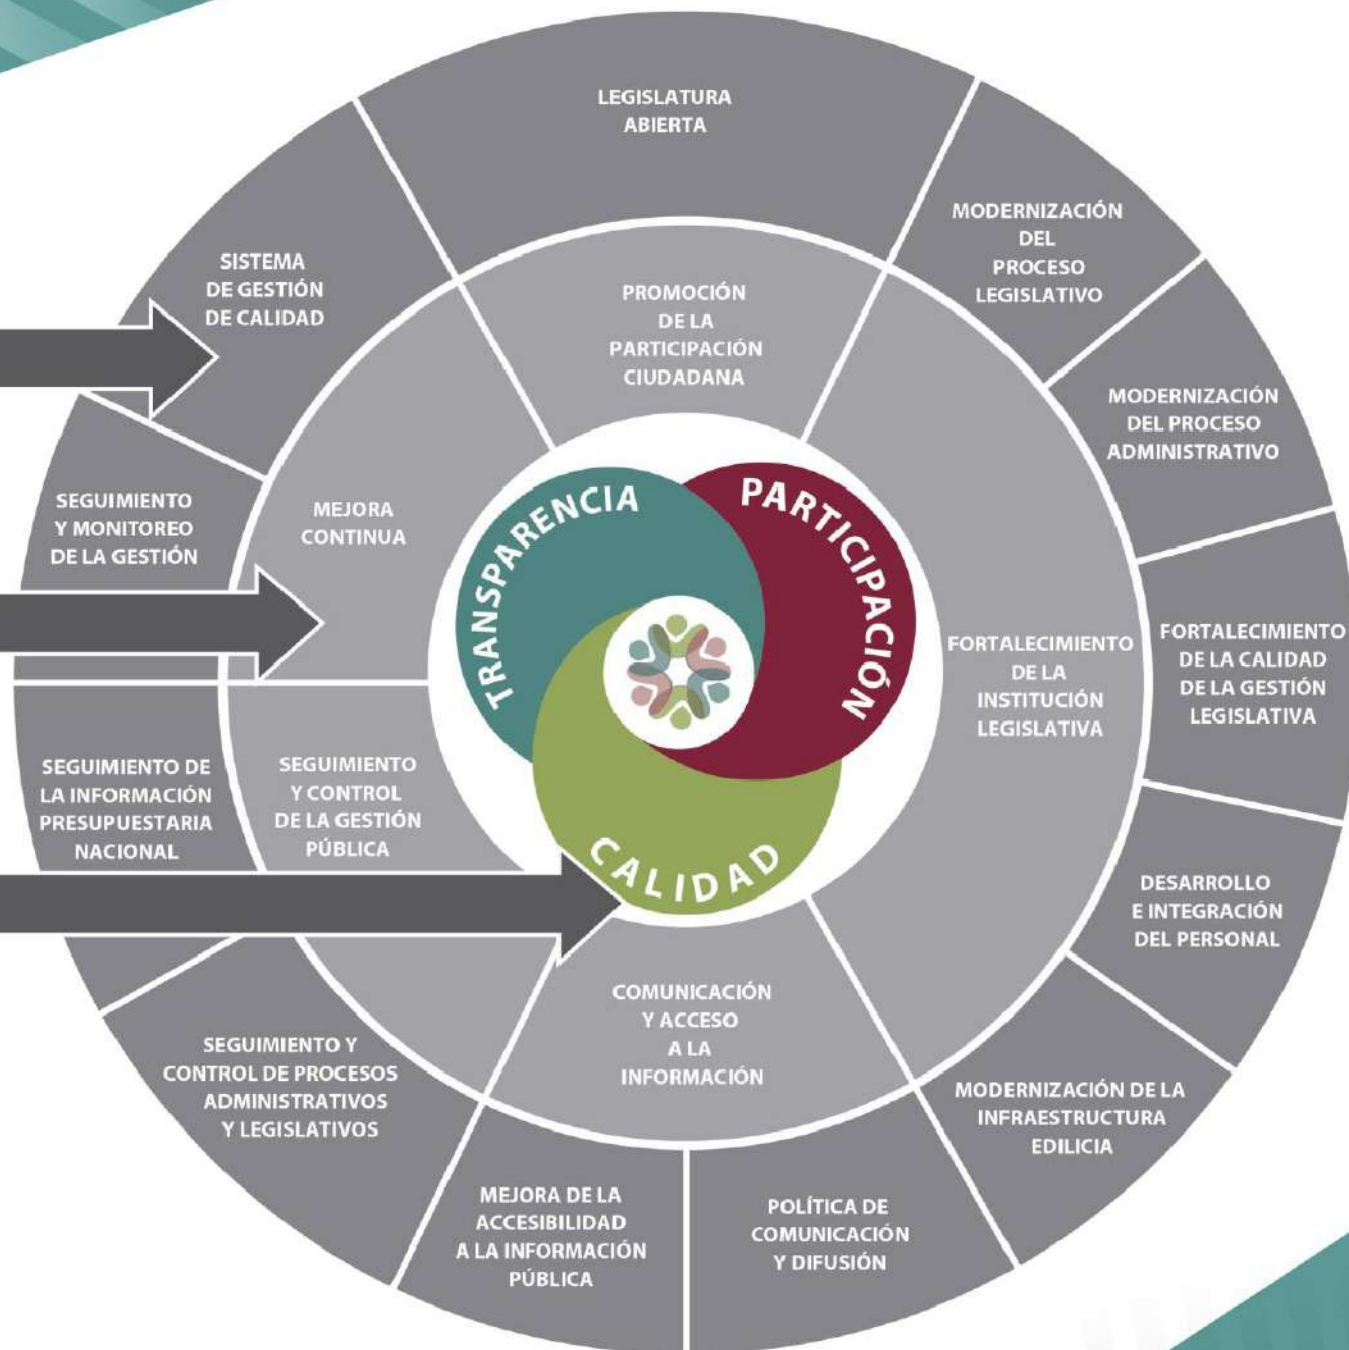 LEGISLATURA
ABIERTA
MODERNIZACIÓN
DEL
PROCESO
LEGISLATIVO
MODERNIZACIÓN
DEL PROCESO
ADMINISTRATIVO
FORTALECIMIENTO
DE LA CALIDAD
DE LA GESTIÓN
LEGISLATIVA
DESARROLLO
E INTEGRACIÓN
DEL PERSONAL
MODERNIZACIÓN DE LA
INFRAESTRUCTURA
EDILICIA
POLÍTICA DE
COMUNICACIÓN
Y DIFUSIÓN
MEJORA DE LA
ACCESIBILIDAD
A LA INFORMACIÓN
PÚBLICA
SEGUIMIENTO Y
CONTROL DE PROCESOS
ADMINISTRATIVOS
Y LEGISLATIVOS
SEGUIMIENTO DE
LA INFORMACIÓN
PRESUPUESTARIA
NACIONAL
SEGUIMIENTO
Y MONITOREO
DE LA GESTIÓN
SISTEMA
DE GESTIÓN
DE CALIDAD
PROMOCIÓN
DE LA
PARTICIPACIÓN
CIUDADANA
FORTALECIMIENTO
DE LA
INSTITUCIÓN
LEGISLATIVA
COMUNICACIÓN
Y ACCESO
A LA
INFORMACIÓN
SEGUIMIENTO
Y CONTROL
DE LA GESTIÓN
PÚBLICA
MEJORA
CONTINUA
TRANSPARENCIA
PARTICIPACIÓN
CALIDAD